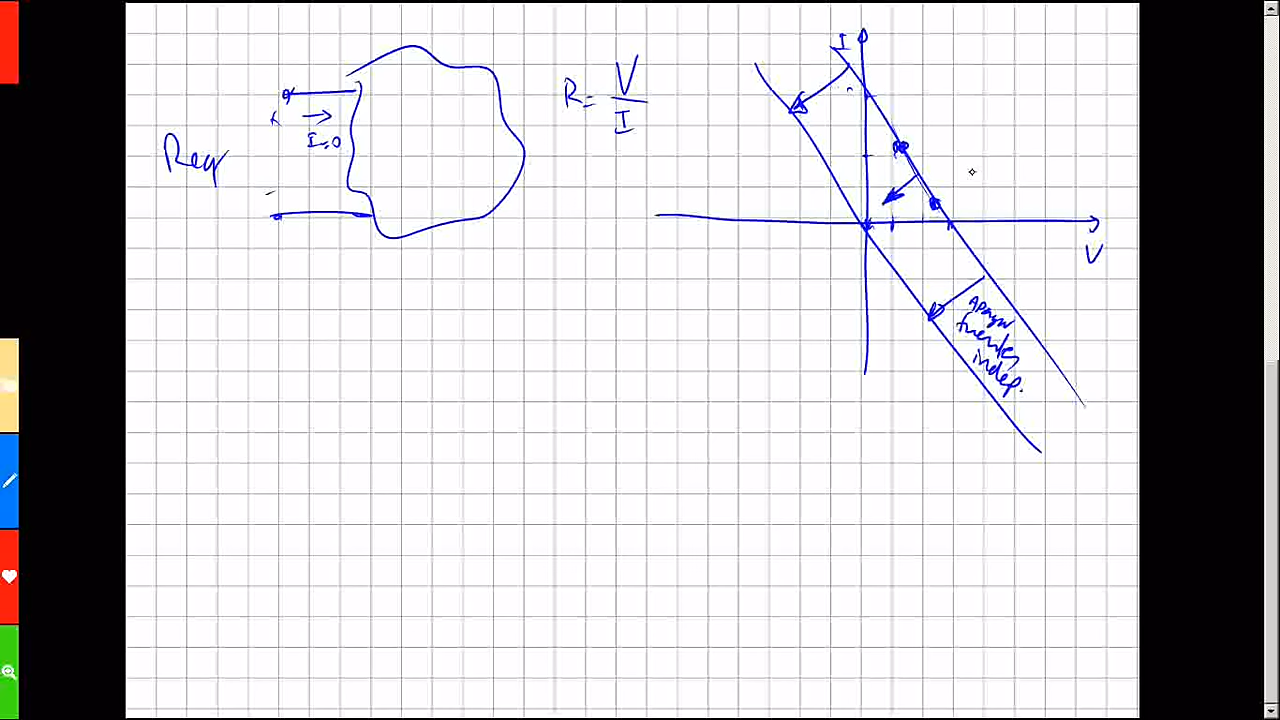 Req
I=0
R = V/I
I
V
Apagar
fuentes
indep.